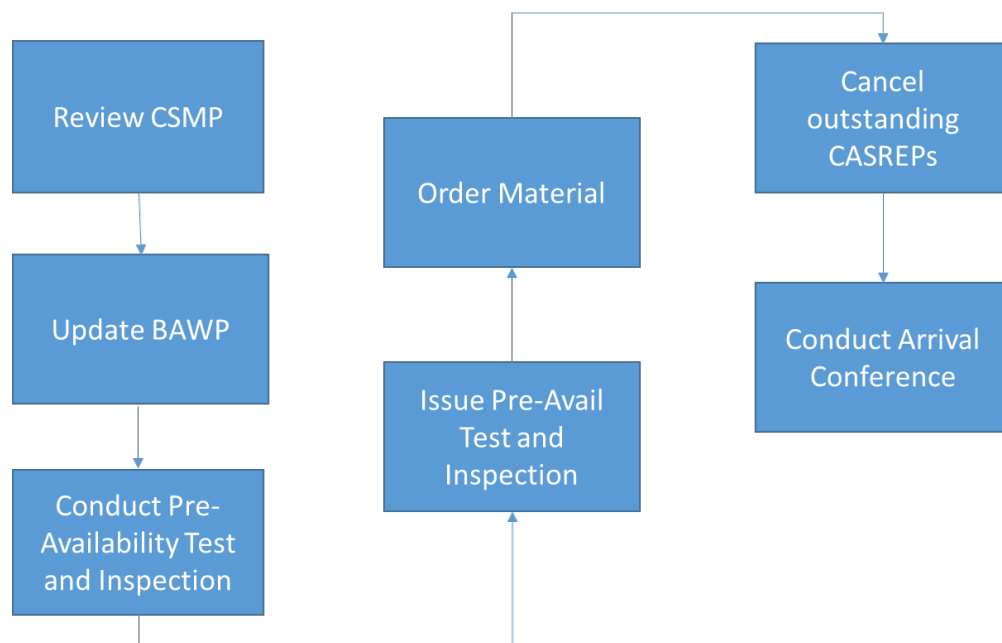 Review CSMP
Update BAWP
Conduct Pre-
Availability Test
and Inspection
Issue Pre-Avail
Test and
Inspection
Order Material
Cancel
outstanding
CASREPs
Conduct Arrival
Conference